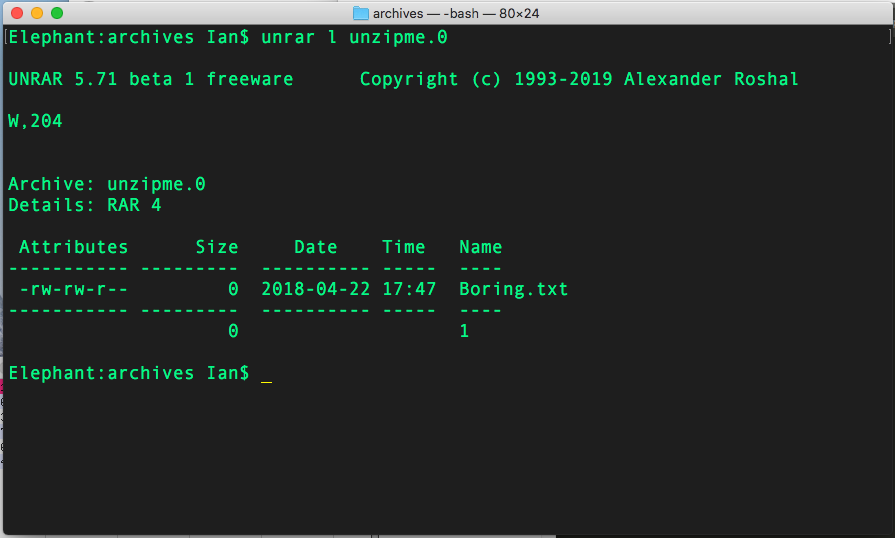 archives — -bash — 80×24
[Elephant:archives Ian$ unrar l unzipme.0 ]
UNRAR 5.71 beta 1 freeware      Copyright (c) 1993-2019 Alexander Roshal
W,204
Archive: unzipme.0
Details: RAR 4
 Attributes      Size     Date    Time   Name
----------- ---------  ---------- -----  ----
 -rw-rw-r--         0  2018-04-22 17:47  Boring.txt
----------- ---------  ---------- -----  ----
                    0                    1
Elephant:archives Ian$ _